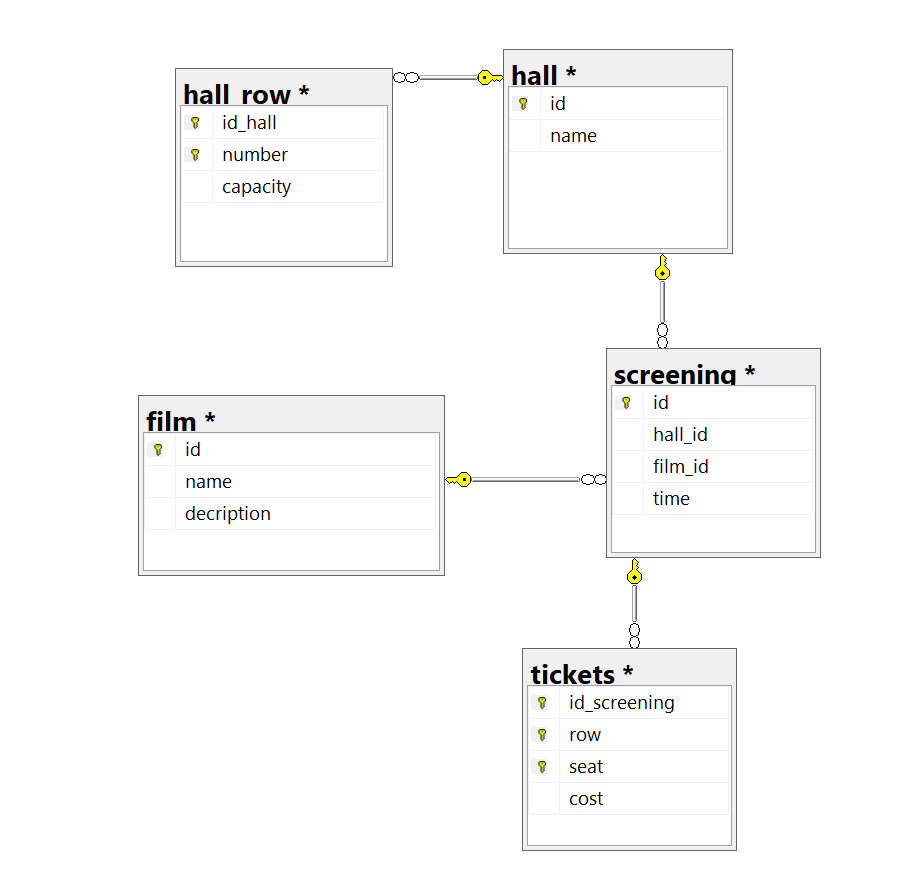 hall_row *
id_hall
number
capacity
hall *
id
name
film *
id
name
decription
screening *
id
hall_id
film_id
time
tickets *
id_screening
row
seat
cost